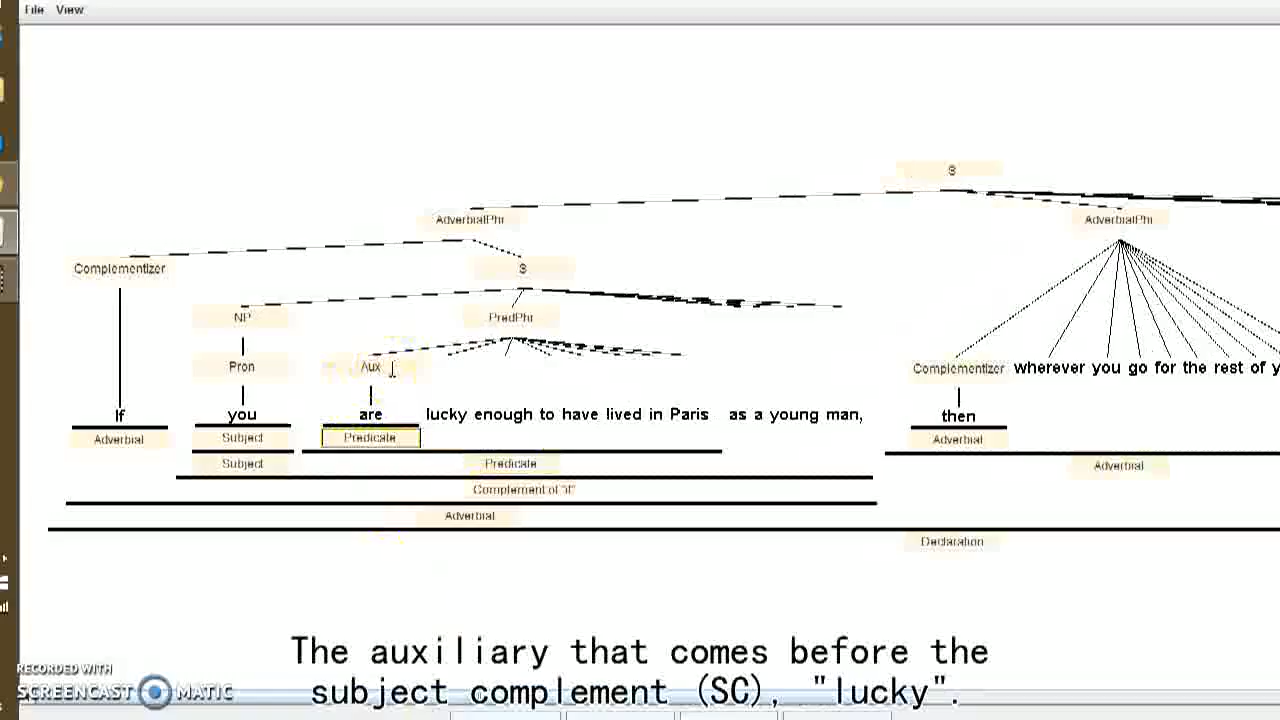 File View
S
AdverbialPhr AdverbialPhr
Complementizer S
NP PredPhr
Pron Aux Complementizer wherever you go for the rest of y
If you are lucky enough to have lived in Paris as a young man, then
Adverbial Subject Predicate Adverbial
Subject Predicate Adverbial
Complement of "if"
Adverbial
Declaration
The auxiliary that comes before the
subject complement (SC), "lucky".
RECORDED WITH
SCREENCAST MATIC